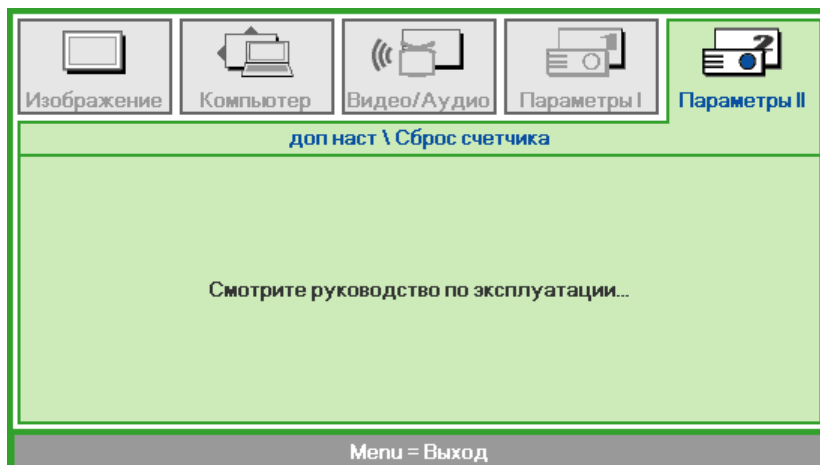 Изображение
Компьютер
Видео/Аудио
Параметры I
Параметры II
доп наст \ Сброс счетчика
Смотрите руководство по эксплуатации...
Menu = Выход